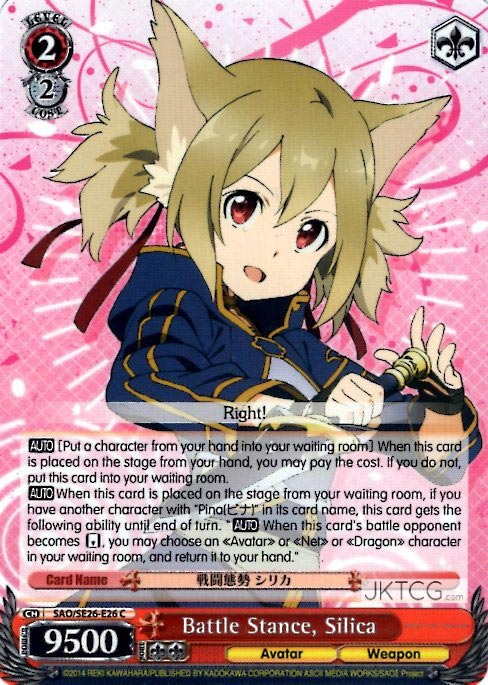 LEVEL
2
2
COST
Right!
AUTO [Put a character from your hand into your waiting room] When this card
is placed on the stage from your hand, you may pay the cost. If you do not,
put this card into your waiting room.
AUTO When this card is placed on the stage from your waiting room, if you
have another character with "Pina(ピナ)" in its card name, this card gets the
following ability until end of turn. "AUTO When this card's battle opponent
becomes [ ], you may choose an «Avatar» or «Net» or «Dragon» character
in your waiting room, and return it to your hand."
Card Name 戦闘態勢 シリカ
JKTCG.com
CH SAO/SE26-E26 C
POWER 9500 SOUL Battle Stance, Silica
Avatar Weapon
©2014 REKI KAWAHARA/PUBLISHED BY KADOKAWA CORPORATION ASCII MEDIA WORKS/SAOⅡ Project